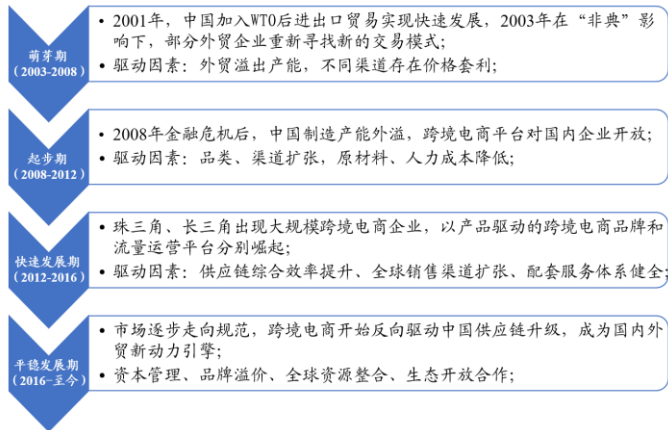 萌芽期
(2003-2008)
• 2001年，中国加入WTO后进出口贸易实现快速发展，2003年在“非典”影
响下，部分外贸企业重新寻找新的交易模式；
• 驱动因素：外贸溢出产能，不同渠道存在价格套利；
起步期
(2008-2012)
• 2008年金融危机后，中国制造产能外溢，跨境电商平台对国内企业开放；
• 驱动因素：品类、渠道扩张，原材料、人力成本降低；
快速发展期
(2012-2016)
• 珠三角、长三角出现大规模跨境电商企业，以产品驱动的跨境电商品牌和
流量运营平台分别崛起；
• 驱动因素：供应链综合效率提升、全球销售渠道扩张、配套服务体系健全；
平稳发展期
(2016-至今)
• 市场逐步走向规范，跨境电商开始反向驱动中国供应链升级，成为国内外
贸新动力引擎；
• 资本管理、品牌溢价、全球资源整合、生态开放合作；